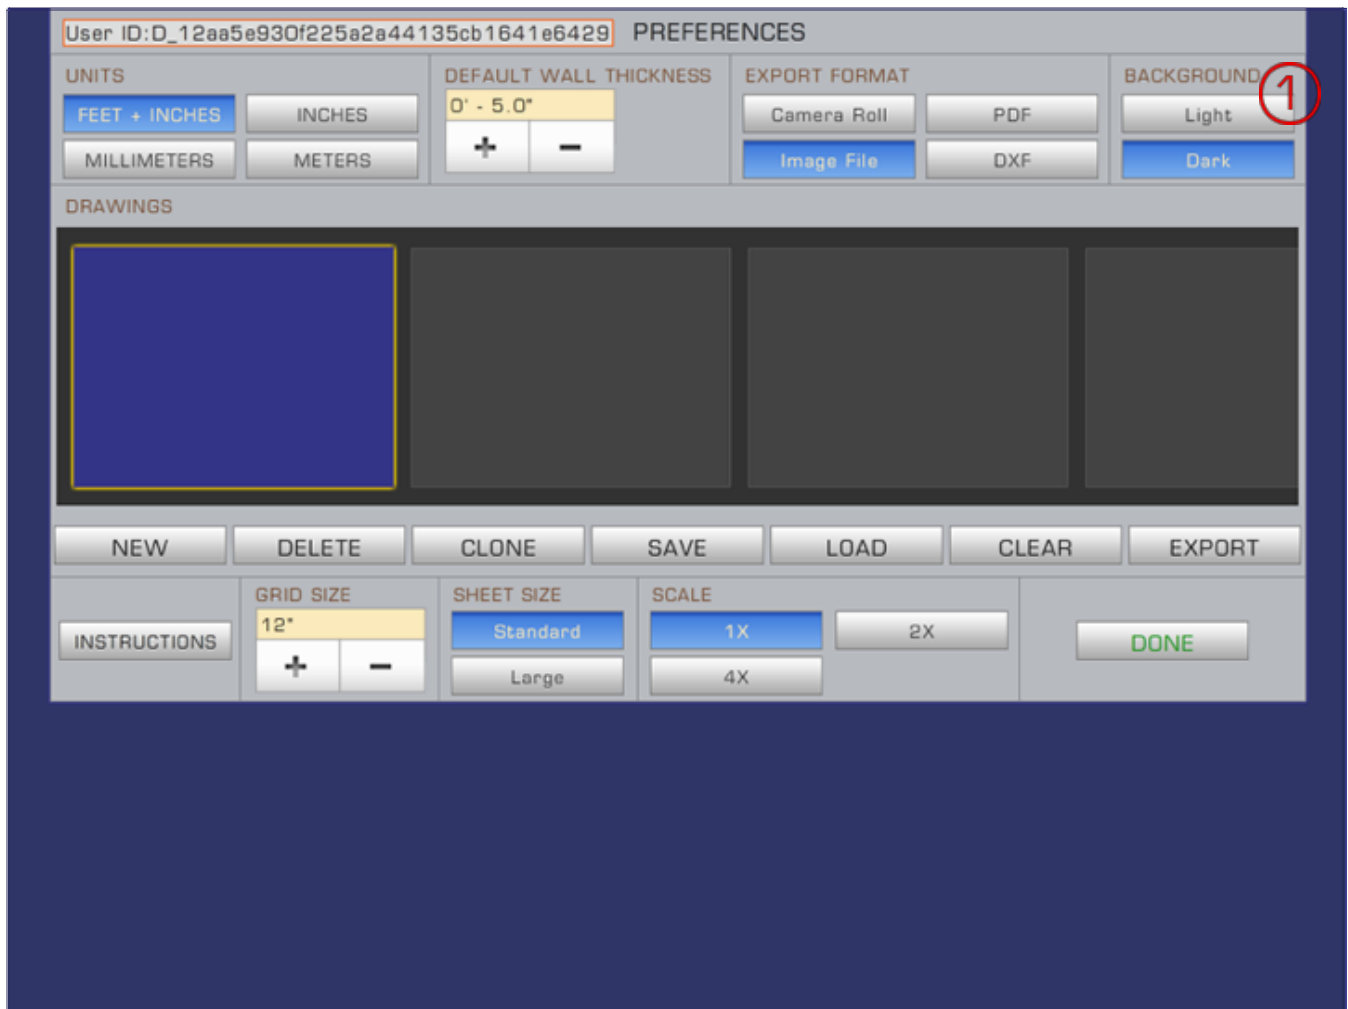 User ID:D_12aa5e930f225a2a44135cb1641e6429 PREFERENCES
UNITS DEFAULT WALL THICKNESS EXPORT FORMAT BACKGROUND 1
FEET + INCHES INCHES 0' - 5.0" Camera Roll PDF Light
+ -
MILLIMETERS METERS Image File DXF Dark
DRAWINGS
NEW DELETE CLONE SAVE LOAD CLEAR EXPORT
GRID SIZE SHEET SIZE SCALE
INSTRUCTIONS 12" Standard 1X 2X DONE
+ - Large 4X